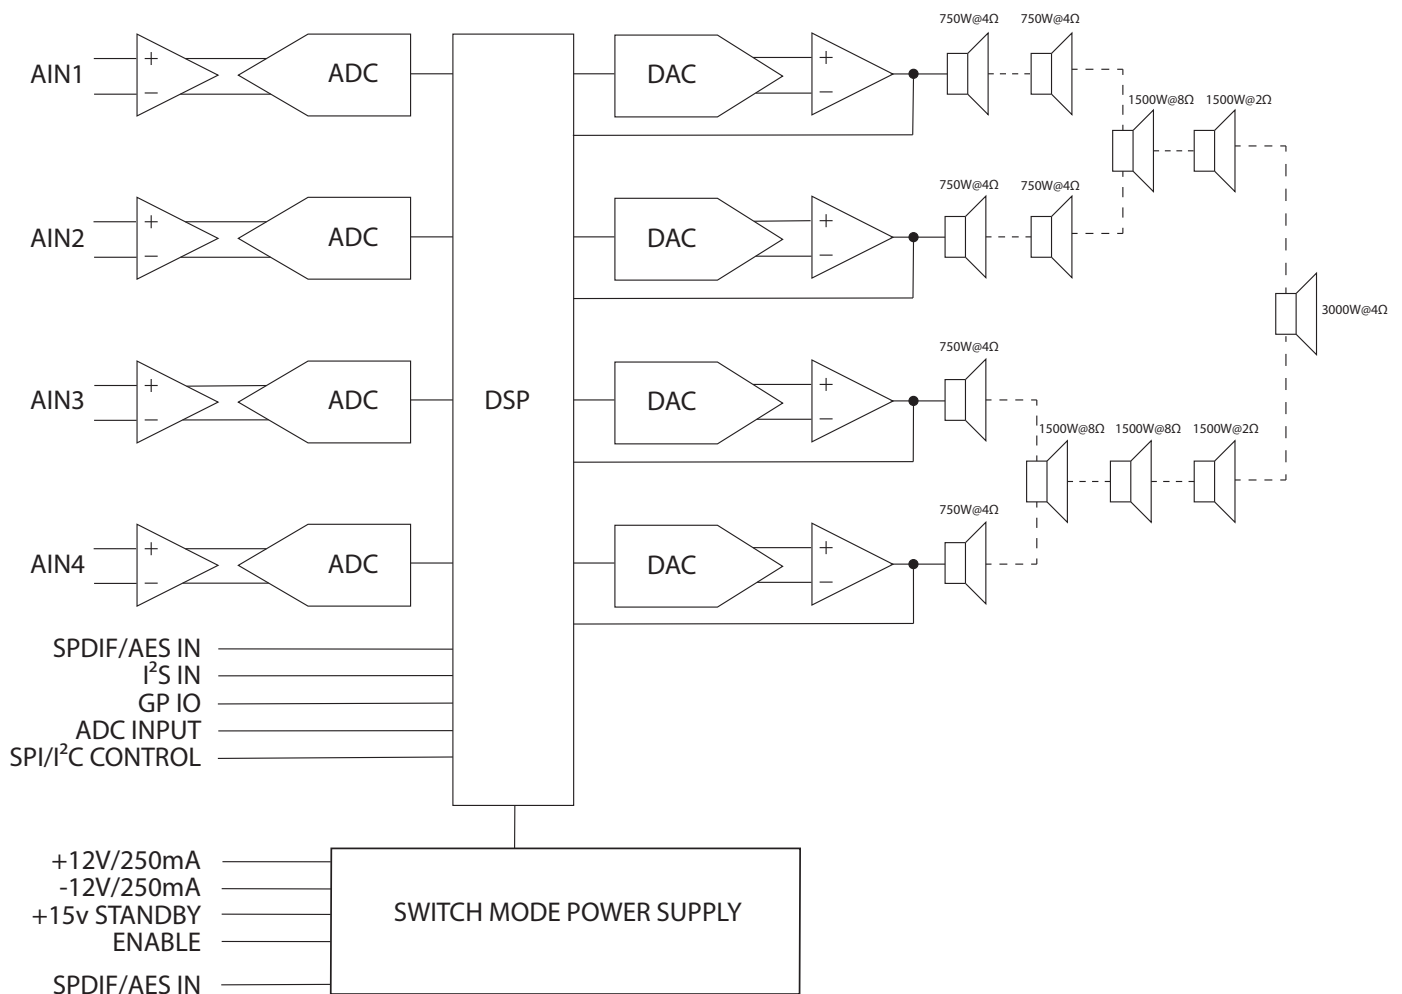 750W@4Ω 750W@4Ω
AIN1 + − ADC DAC + −
1500W@8Ω 1500W@2Ω
750W@4Ω 750W@4Ω
AIN2 + − ADC DAC + −
3000W@4Ω
750W@4Ω
AIN3 + − ADC DSP DAC + −
1500W@8Ω 1500W@8Ω 1500W@2Ω
750W@4Ω
AIN4 + − ADC DAC + −
SPDIF/AES IN
I²S IN
GP IO
ADC INPUT
SPI/I²C CONTROL
+12V/250mA
-12V/250mA
+15v STANDBY
SWITCH MODE POWER SUPPLY
ENABLE
SPDIF/AES IN